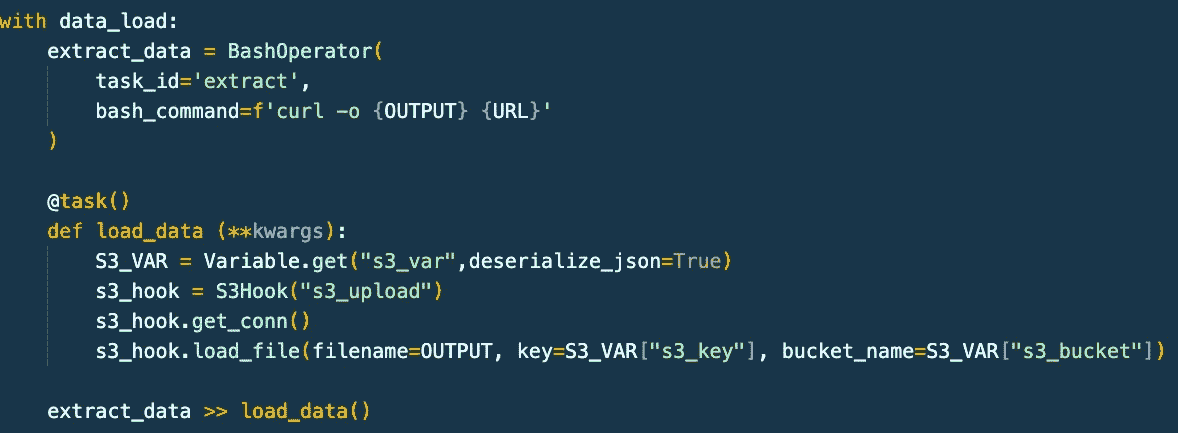 with data_load:
    extract_data = BashOperator(
        task_id='extract',
        bash_command=f'curl -o {OUTPUT} {URL}'
    )
    @task()
    def load_data (**kwargs):
        S3_VAR = Variable.get("s3_var",deserialize_json=True)
        s3_hook = S3Hook("s3_upload")
        s3_hook.get_conn()
        s3_hook.load_file(filename=OUTPUT, key=S3_VAR["s3_key"], bucket_name=S3_VAR["s3_bucket"])
    extract_data >> load_data()